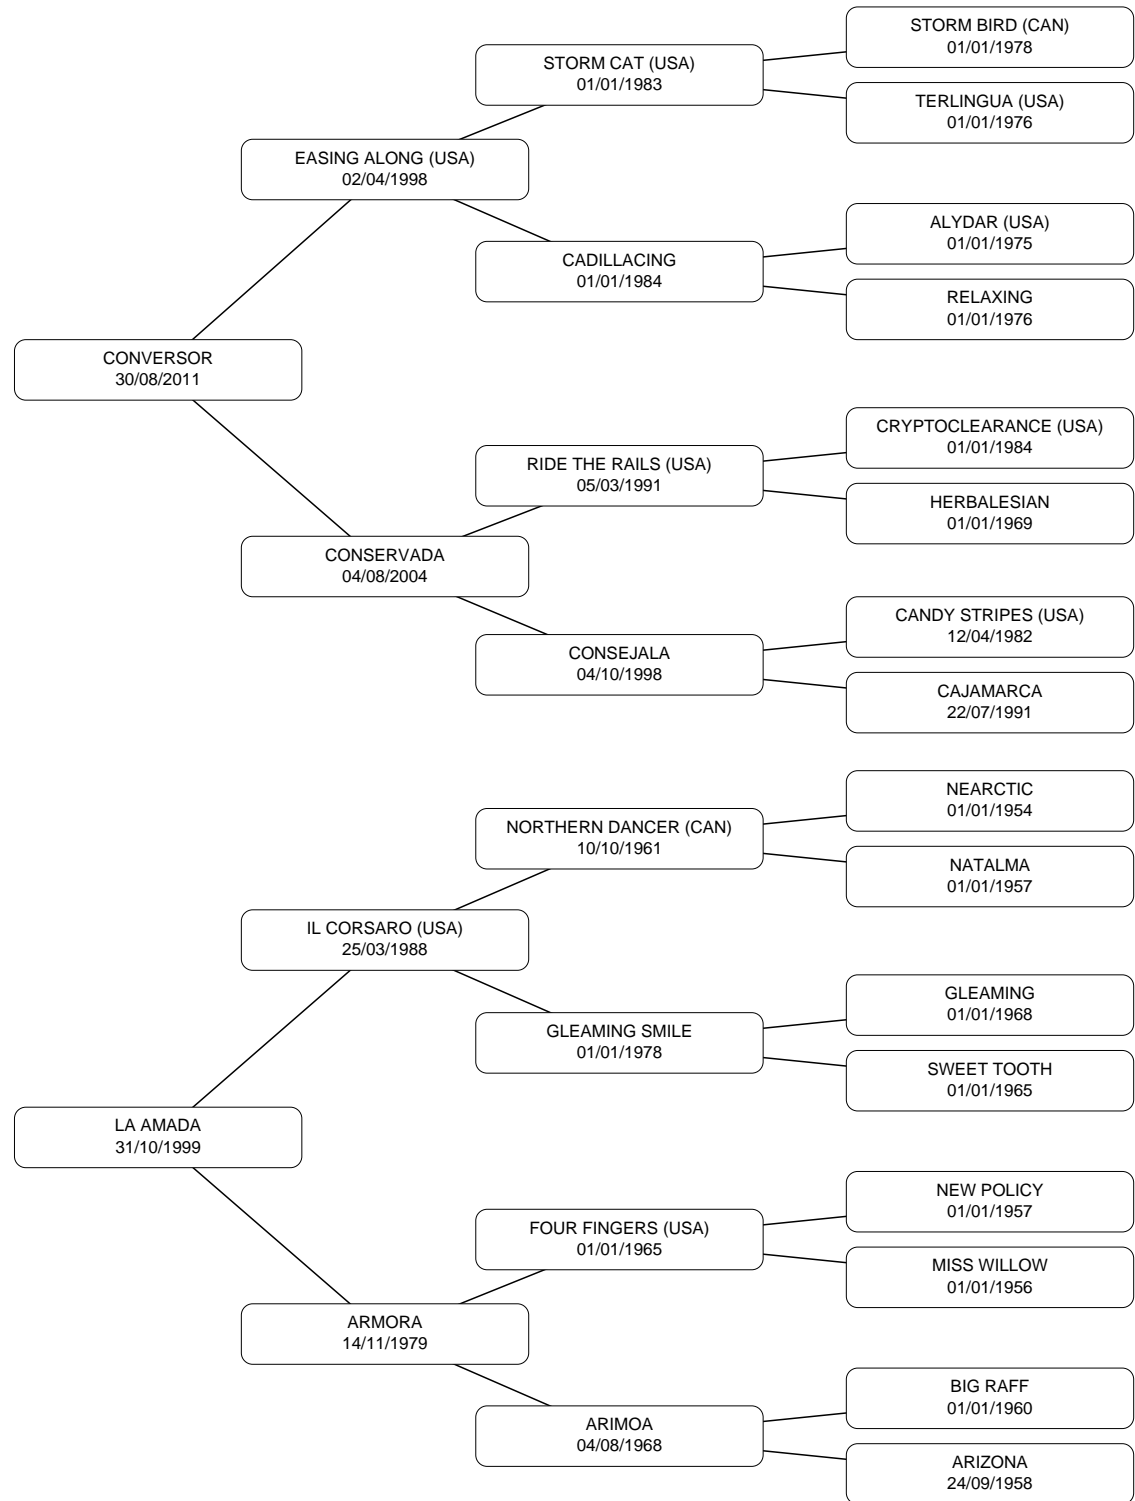 STORM BIRD (CAN)
01/01/1978
STORM CAT (USA)
01/01/1983
TERLINGUA (USA)
01/01/1976
EASING ALONG (USA)
02/04/1998
ALYDAR (USA)
01/01/1975
CADILLACING
01/01/1984
RELAXING
01/01/1976
CONVERSOR
30/08/2011
CRYPTOCLEARANCE (USA)
01/01/1984
RIDE THE RAILS (USA)
05/03/1991
HERBALESIAN
01/01/1969
CONSERVADA
04/08/2004
CANDY STRIPES (USA)
12/04/1982
CONSEJALA
04/10/1998
CAJAMARCA
22/07/1991
NEARCTIC
01/01/1954
NORTHERN DANCER (CAN)
10/10/1961
NATALMA
01/01/1957
IL CORSARO (USA)
25/03/1988
GLEAMING
01/01/1968
GLEAMING SMILE
01/01/1978
SWEET TOOTH
01/01/1965
LA AMADA
31/10/1999
NEW POLICY
01/01/1957
FOUR FINGERS (USA)
01/01/1965
MISS WILLOW
01/01/1956
ARMORA
14/11/1979
BIG RAFF
01/01/1960
ARIMOA
04/08/1968
ARIZONA
24/09/1958